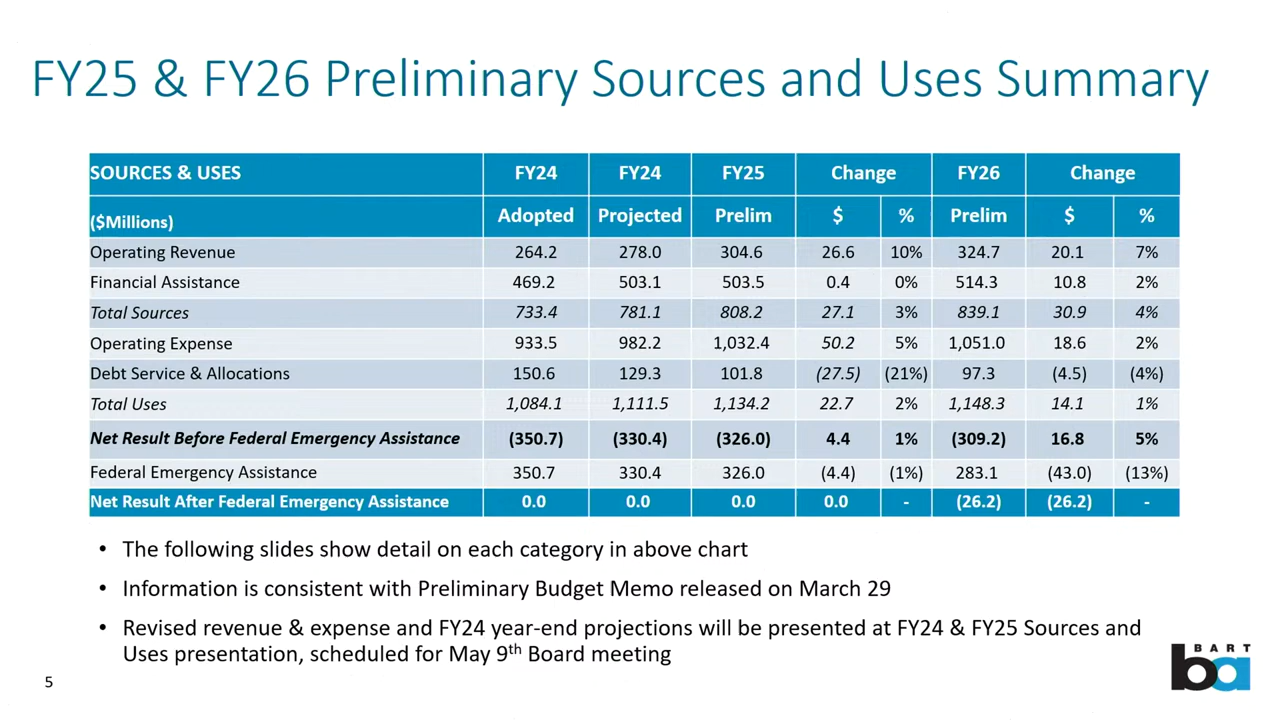 FY25 & FY26 Preliminary Sources and Uses Summary
SOURCES & USES FY24 FY24 FY25 Change FY26 Change
($Millions) Adopted Projected Prelim $ % Prelim $ %
Operating Revenue 264.2 278.0 304.6 26.6 10% 324.7 20.1 7%
Financial Assistance 469.2 503.1 503.5 0.4 0% 514.3 10.8 2%
Total Sources 733.4 781.1 808.2 27.1 3% 839.1 30.9 4%
Operating Expense 933.5 982.2 1,032.4 50.2 5% 1,051.0 18.6 2%
Debt Service & Allocations 150.6 129.3 101.8 (27.5) (21%) 97.3 (4.5) (4%)
Total Uses 1,084.1 1,111.5 1,134.2 22.7 2% 1,148.3 14.1 1%
Net Result Before Federal Emergency Assistance (350.7) (330.4) (326.0) 4.4 1% (309.2) 16.8 5%
Federal Emergency Assistance 350.7 330.4 326.0 (4.4) (1%) 283.1 (43.0) (13%)
Net Result After Federal Emergency Assistance 0.0 0.0 0.0 0.0 - (26.2) (26.2) -
• The following slides show detail on each category in above chart
• Information is consistent with Preliminary Budget Memo released on March 29
• Revised revenue & expense and FY24 year-end projections will be presented at FY24 & FY25 Sources and
Uses presentation, scheduled for May 9th Board meeting
5
BART
ba